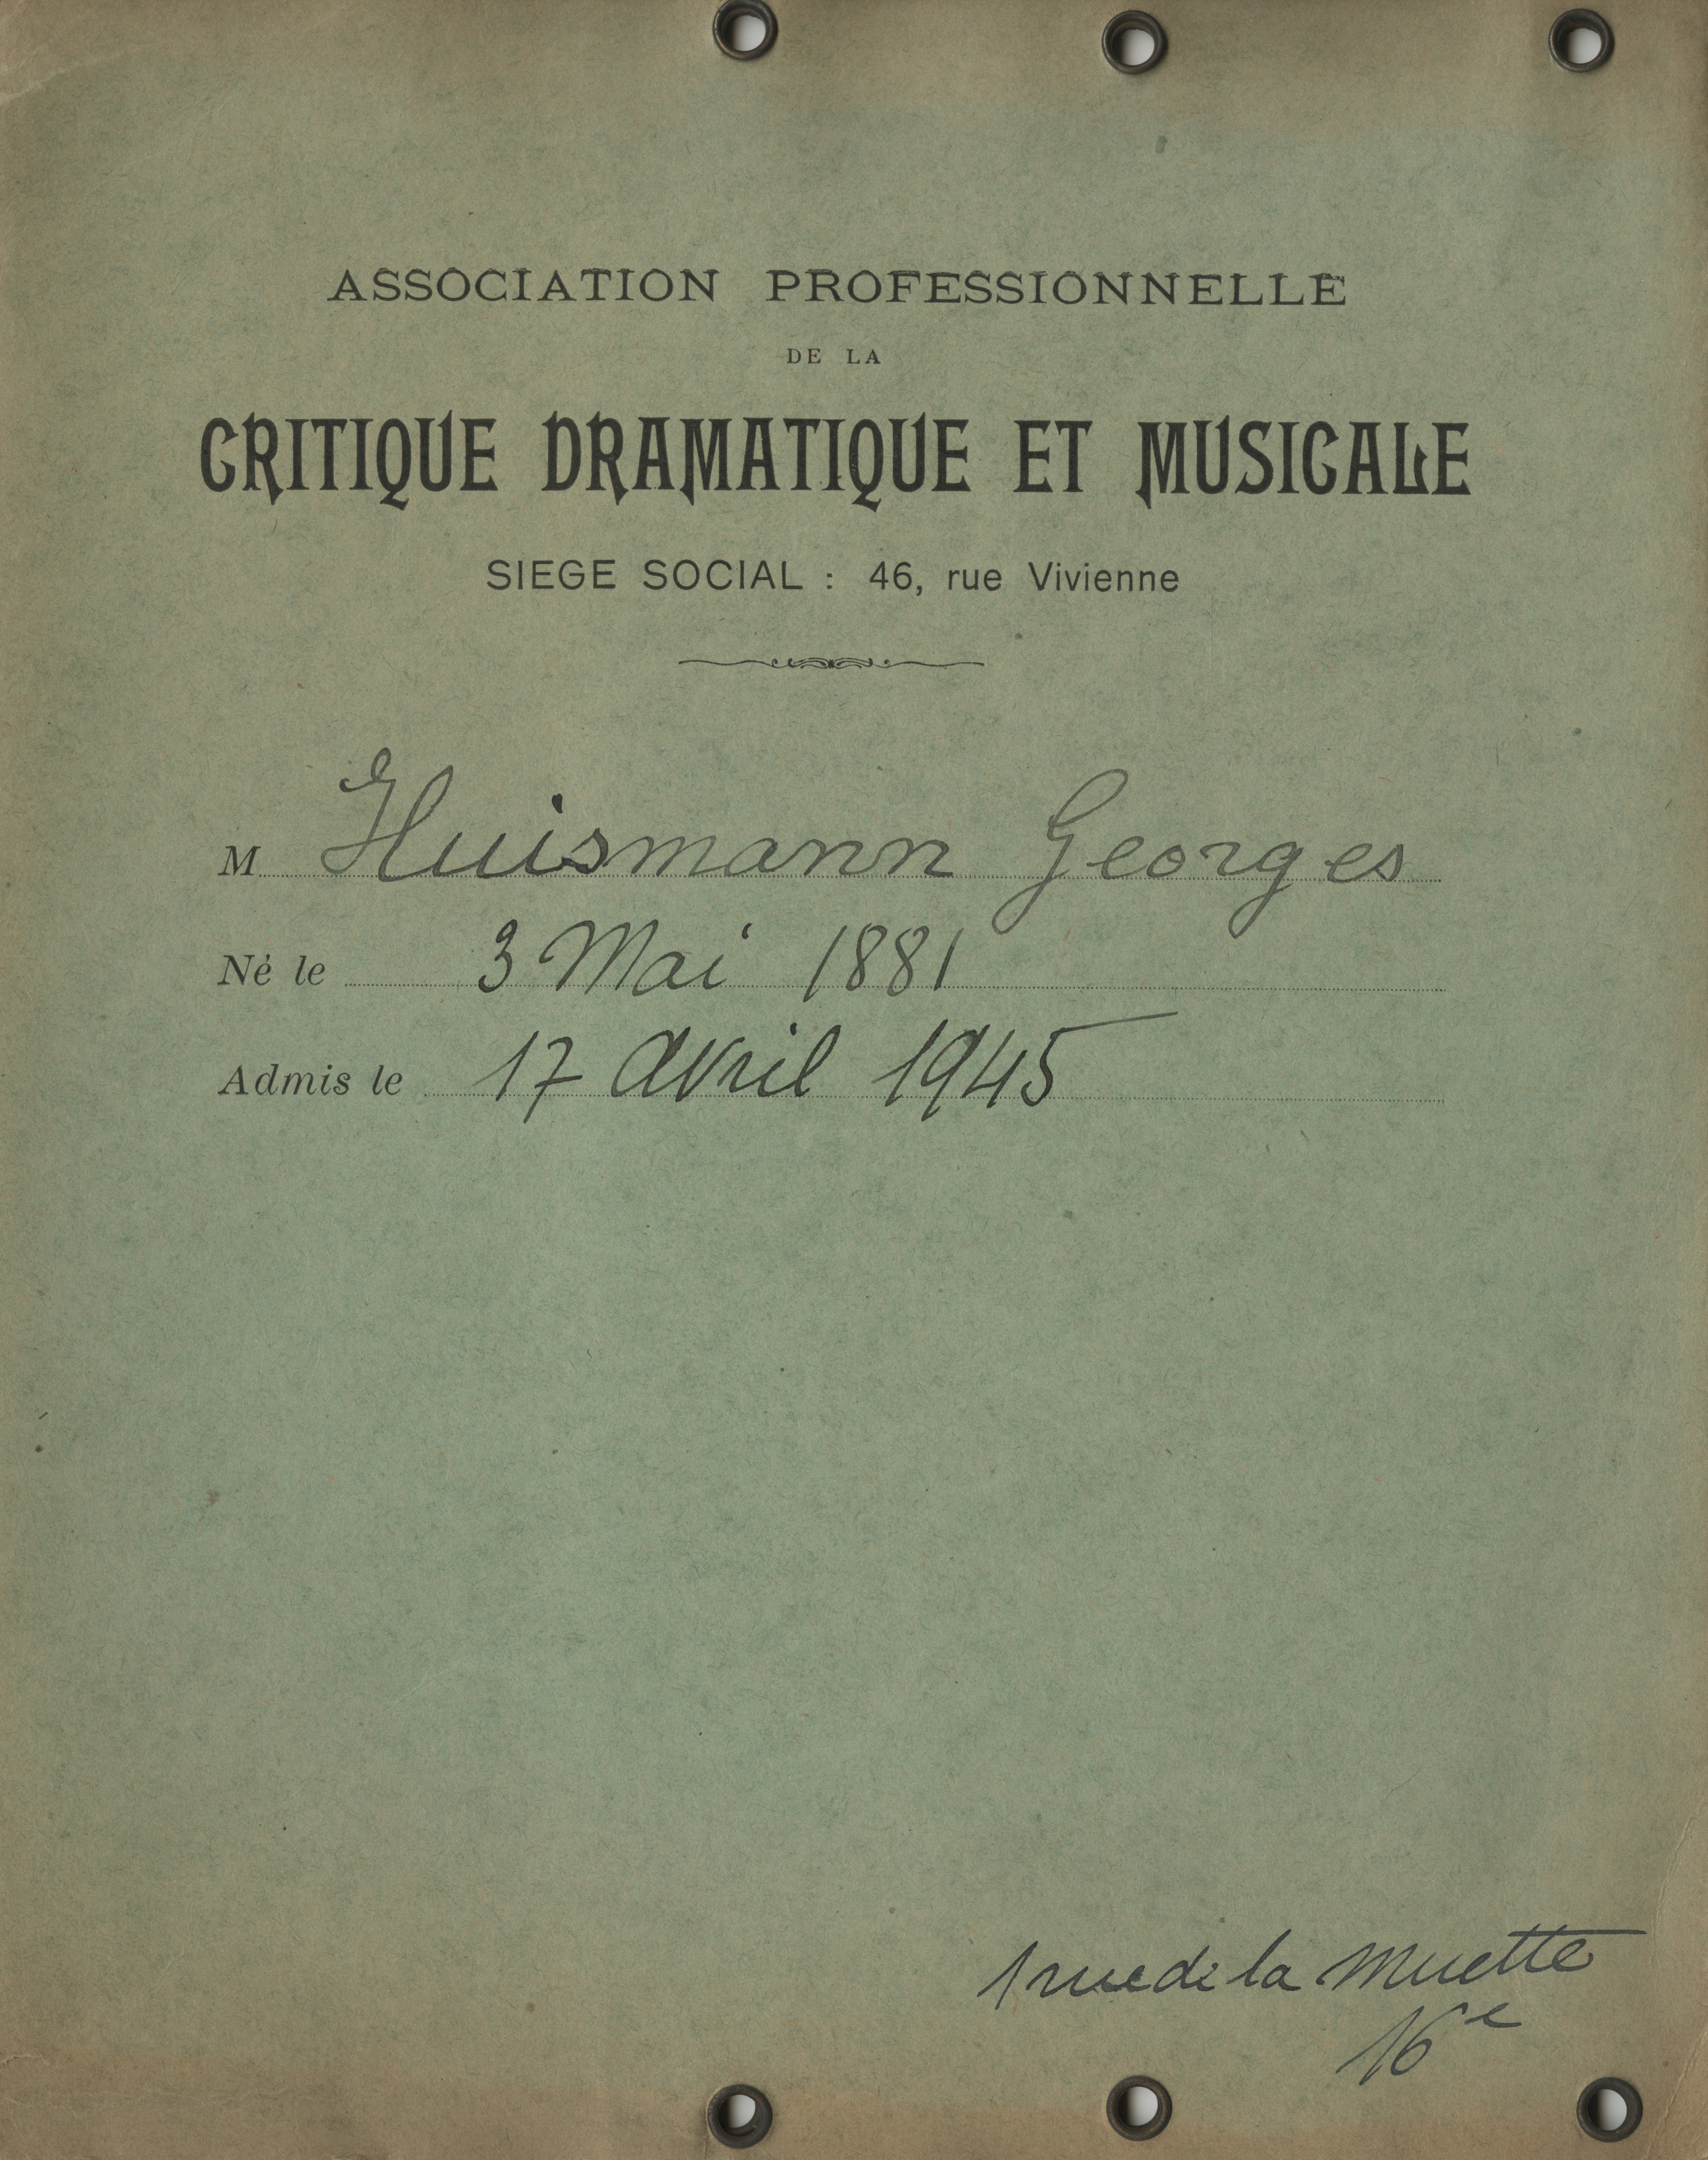 ASSOCIATION PROFESSIONNELLE
DE LA
CRITIQUE DRAMATIQUE ET MUSICALE
SIEGE SOCIAL : 46, rue Vivienne
M Huismann Georges
Né le 3 Mai 1881
Admis le 17 Avril 1945
1 rue de la Muette
16e